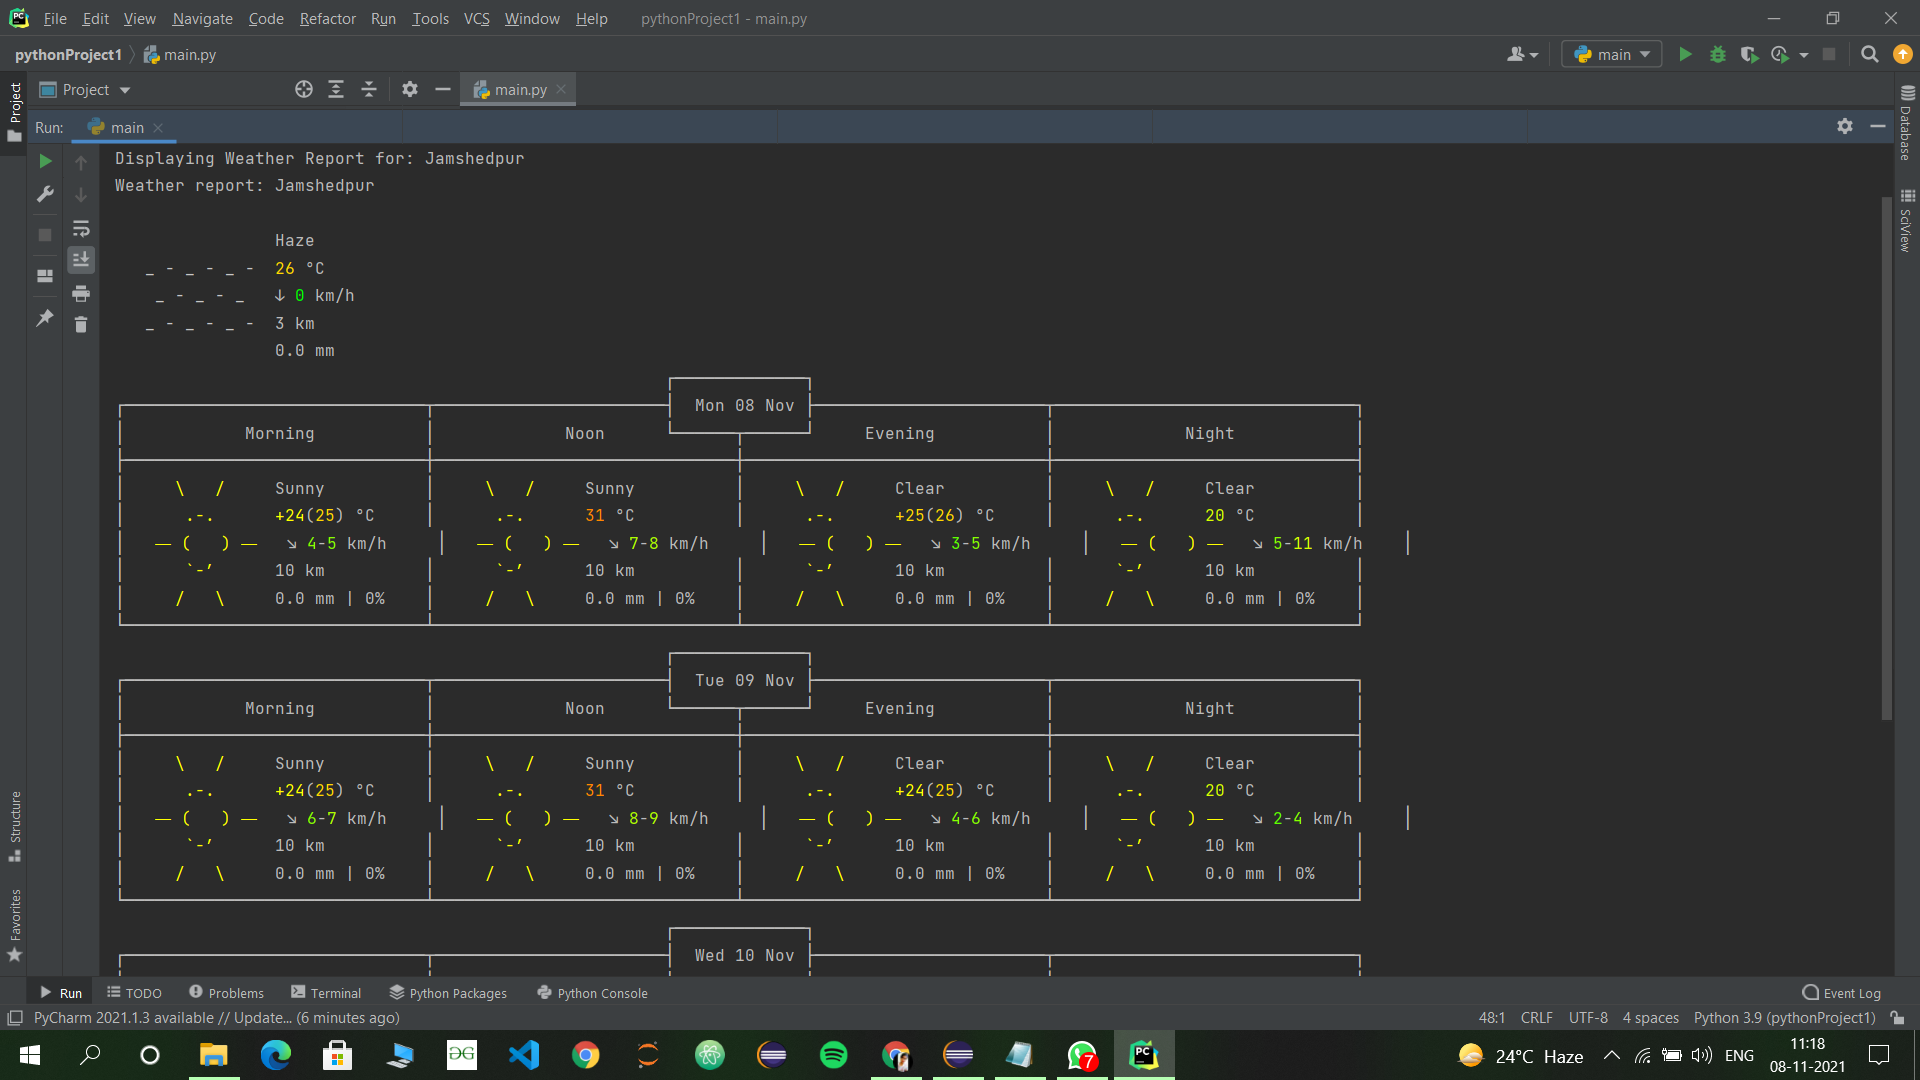 File Edit View Navigate Code Refactor Run Tools VCS Window Help pythonProject1 - main.py
pythonProject1 main.py main
Project main.py
Run: main
Project
Database
SciView
Structure
Favorites
Displaying Weather Report for: Jamshedpur
Weather report: Jamshedpur
Haze
_ - _ - _ - 26 °C
_ - _ - _ ↓ 0 km/h
_ - _ - _ - 3 km
0.0 mm
Mon 08 Nov
Morning Noon Evening Night
\ / Sunny \ / Sunny \ / Clear \ / Clear
.-. +24(25) °C .-. 31 °C .-. +25(26) °C .-. 20 °C
― ( ) ― ↘ 4-5 km/h ― ( ) ― ↘ 7-8 km/h ― ( ) ― ↘ 3-5 km/h ― ( ) ― ↘ 5-11 km/h
`-’ 10 km `-’ 10 km `-’ 10 km `-’ 10 km
/ \ 0.0 mm | 0% / \ 0.0 mm | 0% / \ 0.0 mm | 0% / \ 0.0 mm | 0%
Tue 09 Nov
Morning Noon Evening Night
\ / Sunny \ / Sunny \ / Clear \ / Clear
.-. +24(25) °C .-. 31 °C .-. +24(25) °C .-. 20 °C
― ( ) ― ↘ 6-7 km/h ― ( ) ― ↘ 8-9 km/h ― ( ) ― ↘ 4-6 km/h ― ( ) ― ↘ 2-4 km/h
`-’ 10 km `-’ 10 km `-’ 10 km `-’ 10 km
/ \ 0.0 mm | 0% / \ 0.0 mm | 0% / \ 0.0 mm | 0% / \ 0.0 mm | 0%
Wed 10 Nov
Run TODO Problems Terminal Python Packages Python Console Event Log
PyCharm 2021.1.3 available // Update... (6 minutes ago) 48:1 CRLF UTF-8 4 spaces Python 3.9 (pythonProject1)
PC 7 PC 24°C Haze ENG 11:18
08-11-2021